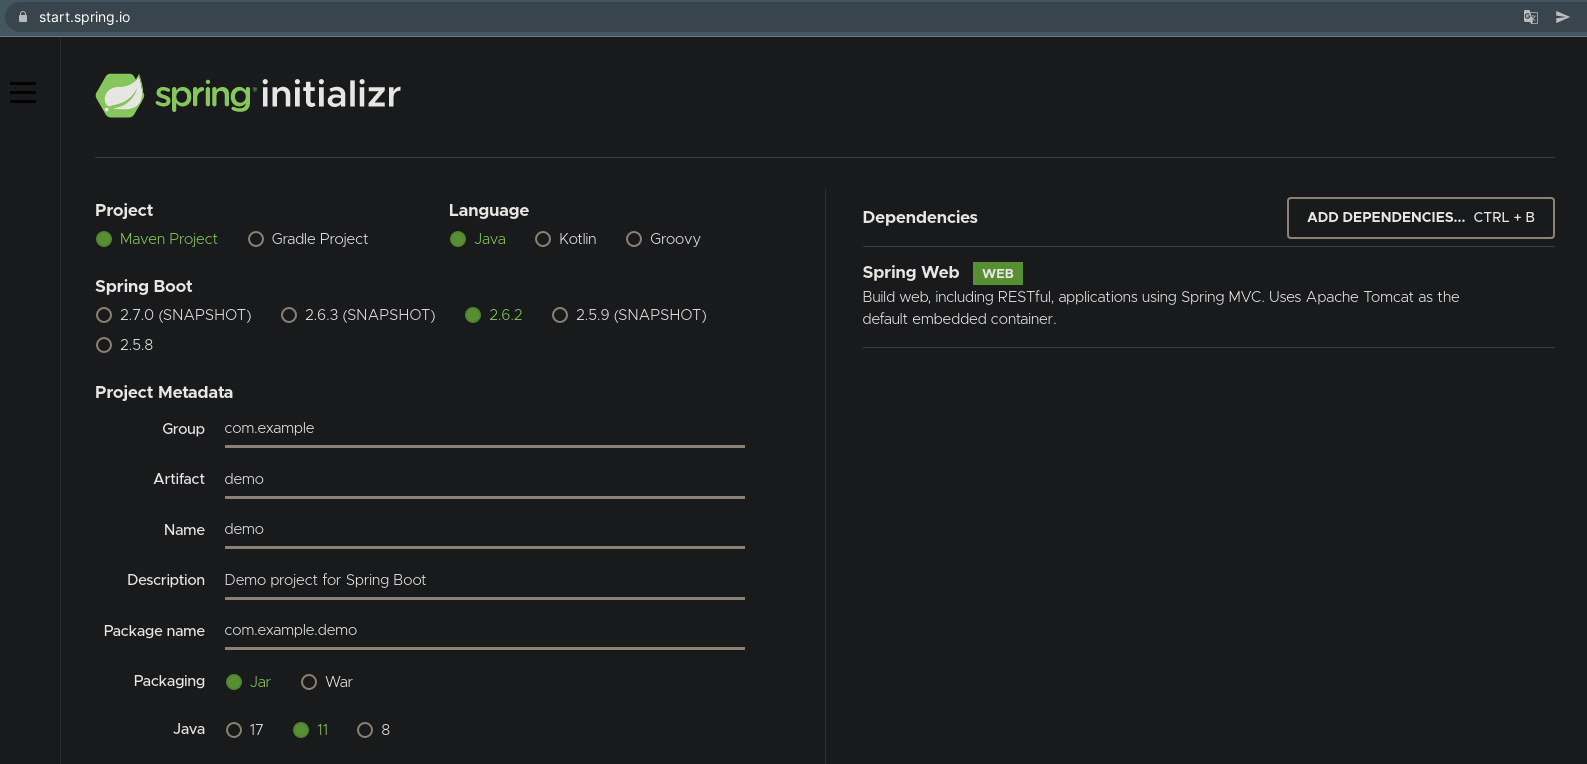 start.spring.io
spring initializr
Project
Maven Project Gradle Project
Language
Java Kotlin Groovy
Spring Boot
2.7.0 (SNAPSHOT) 2.6.3 (SNAPSHOT) 2.6.2 2.5.9 (SNAPSHOT)
2.5.8
Project Metadata
Group com.example
Artifact demo
Name demo
Description Demo project for Spring Boot
Package name com.example.demo
Packaging Jar War
Java 17 11 8
Dependencies
ADD DEPENDENCIES... CTRL + B
Spring Web WEB
Build web, including RESTful, applications using Spring MVC. Uses Apache Tomcat as the
default embedded container.